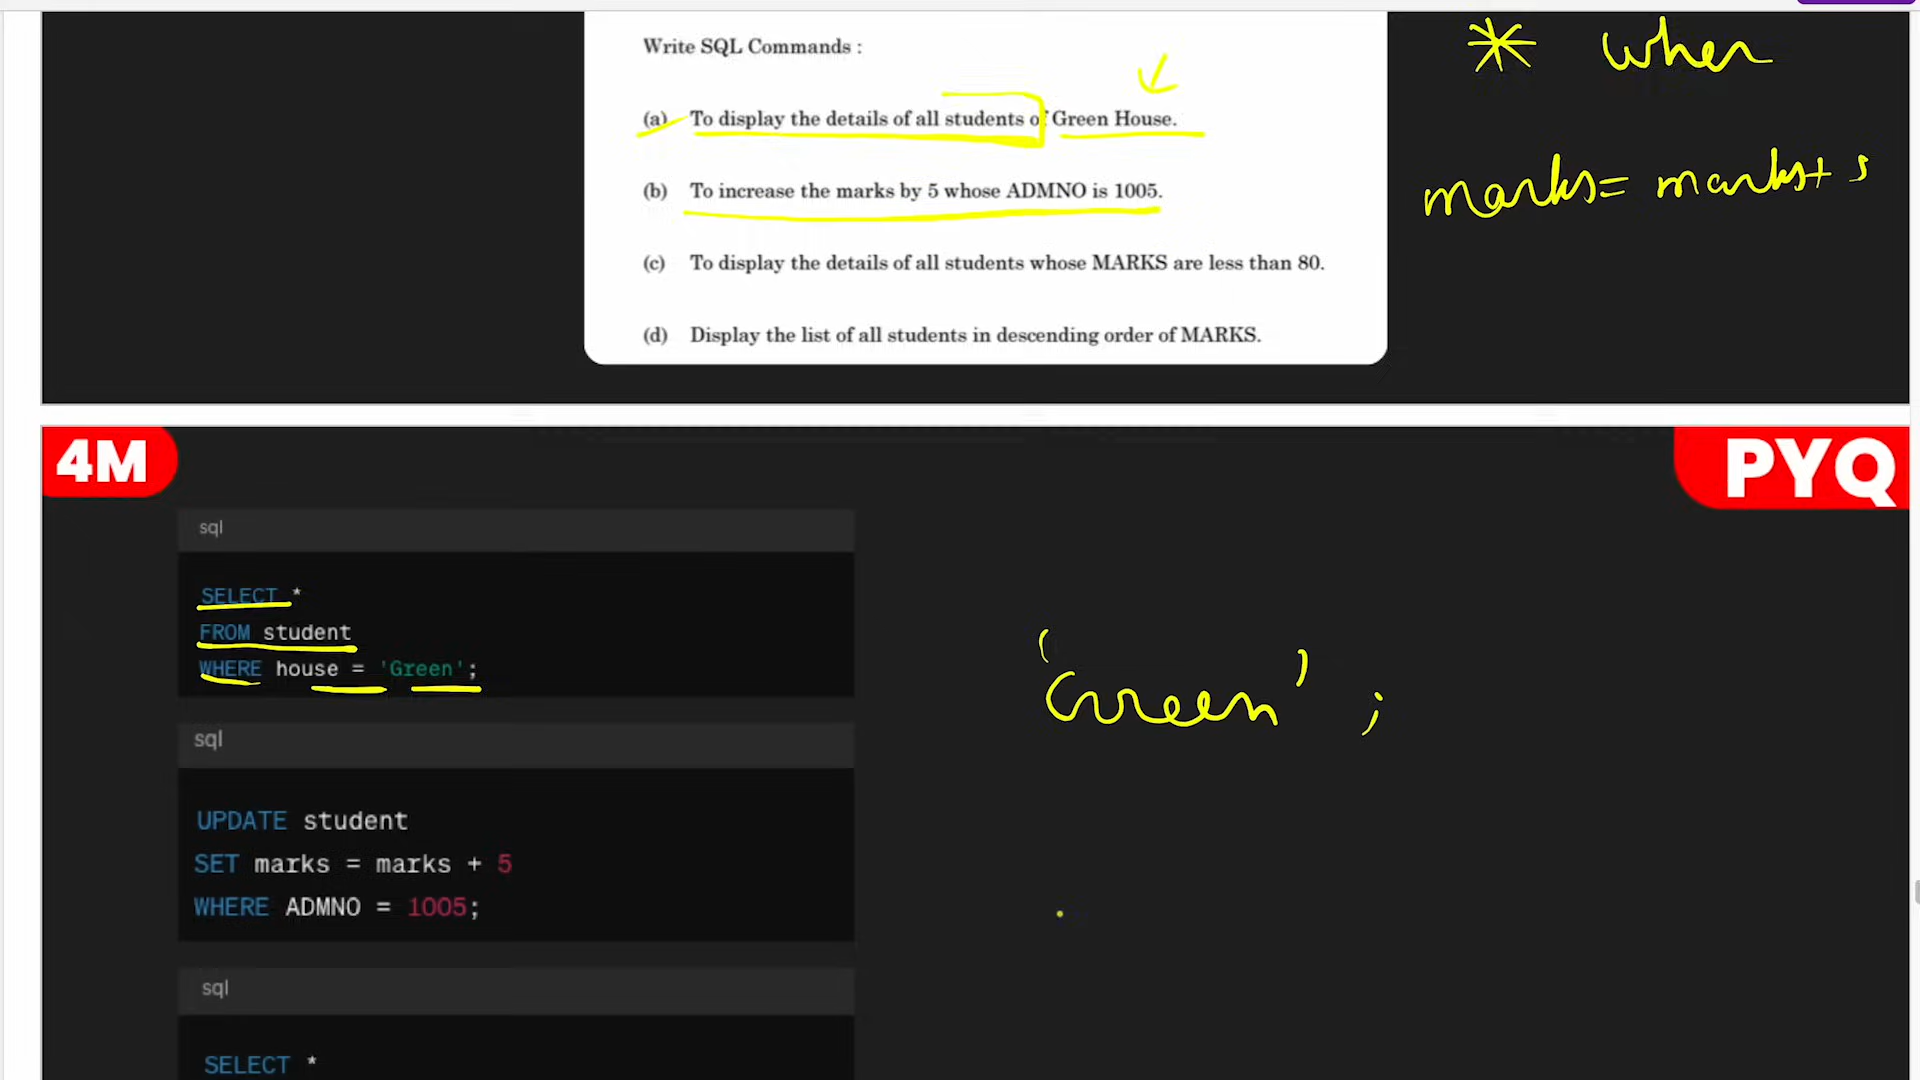 Write SQL Commands :
* when
(a) To display the details of all students of Green House.
(b) To increase the marks by 5 whose ADMNO is 1005.
marks= marks+ 5
(c) To display the details of all students whose MARKS are less than 80.
(d) Display the list of all students in descending order of MARKS.
4M
PYQ
sql
SELECT *
FROM student
WHERE house = 'Green';
'Green' ;
sql
UPDATE student
SET marks = marks + 5
WHERE ADMNO = 1005;
sql
SELECT *